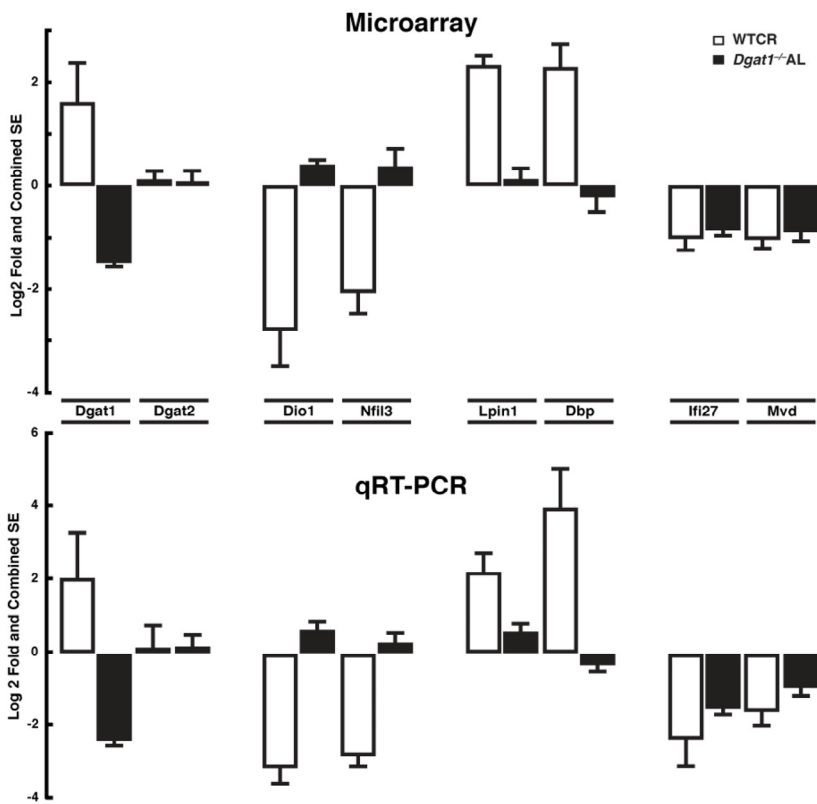 Microarray
WTCR
Dgat1-/-AL
Log2 Fold and Combined SE
2
0
-2
-4
Dgat1 Dgat2 Dio1 Nfil3 Lpin1 Dbp Ifi27 Mvd
qRT-PCR
Log 2 Fold and Combined SE
6
4
2
0
-2
-4